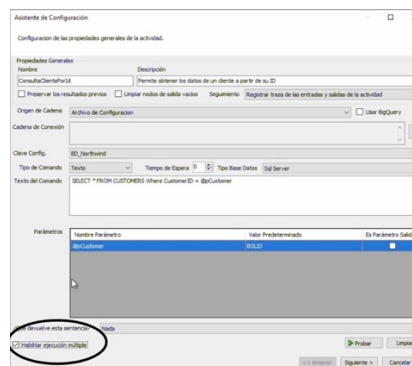 Asistente de Configuración
Configuracion de las propiedades generales de la actividad.
Propiedades Generales
Nombre Descripción
ConsultaClientePorId Permite obtener los datos de un cliente a partir de su ID
Preservar los resultados previos Limpiar nodos de salida vacios Seguimiento Registrar traza de las entradas y salidas de la actividad
Origen de Cadena Archivo de Configuracion Usar BigQuery
Cadena de Conexión
Clave Config. BD_Northwind
Tipo de Comando Texto Tiempo de Espera 0 Tipo Base Datos Sql Server
Texto del Comando SELECT * FROM CUSTOMERS Where CustomerID = @pCustomer
Parámetros Nombre Parámetro Valor Predeterminado Es Parámetro Salid
@pCustomer BOLID
devuelve esta sentencia? Nada
Habilitar ejecución múltiple
Probar Limpia
<< Anterior Siguiente > Cancelar